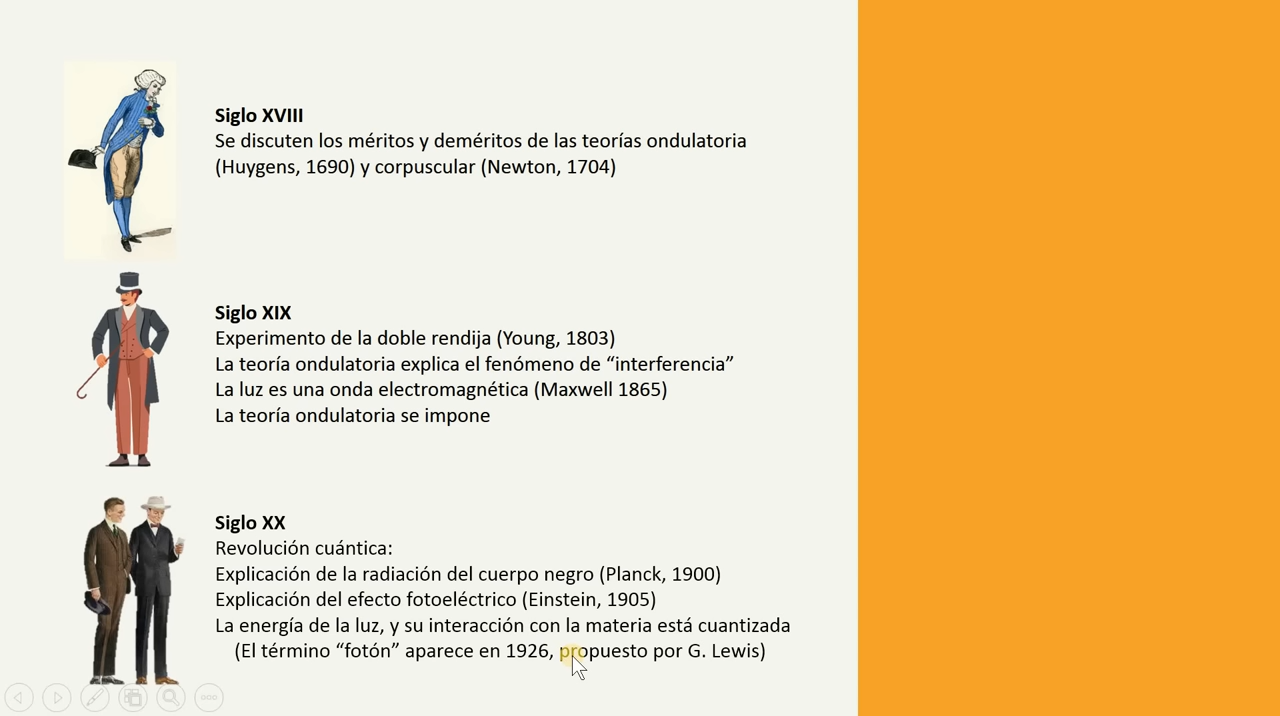 Siglo XVIII
Se discuten los méritos y deméritos de las teorías ondulatoria
(Huygens, 1690) y corpuscular (Newton, 1704)
Siglo XIX
Experimento de la doble rendija (Young, 1803)
La teoría ondulatoria explica el fenómeno de “interferencia”
La luz es una onda electromagnética (Maxwell 1865)
La teoría ondulatoria se impone
Siglo XX
Revolución cuántica:
Explicación de la radiación del cuerpo negro (Planck, 1900)
Explicación del efecto fotoeléctrico (Einstein, 1905)
La energía de la luz, y su interacción con la materia está cuantizada
(El término “fotón” aparece en 1926, propuesto por G. Lewis)